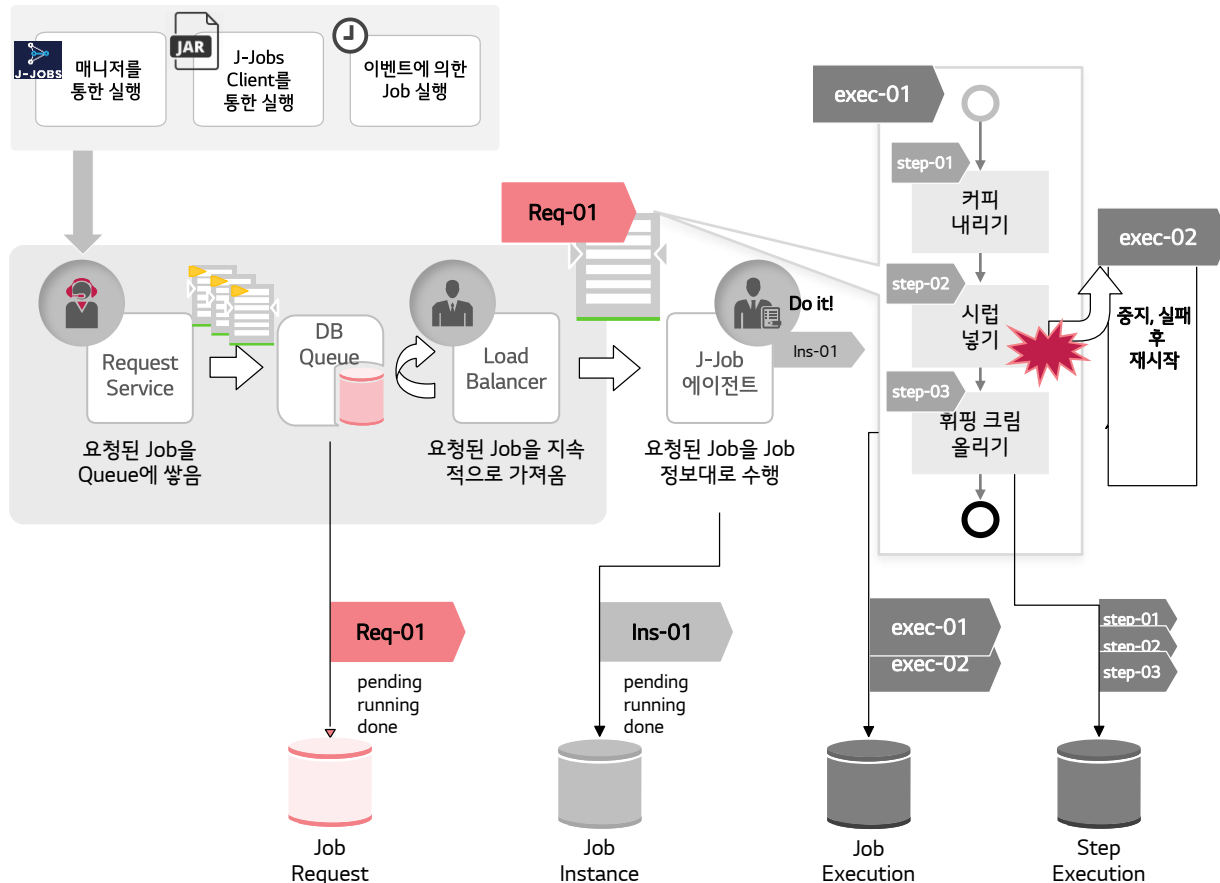 J-JOBS
매니저를
통한 실행
JAR
J-Jobs
Client를
통한 실행
이벤트에 의한
Job 실행
exec-01
step-01
커피
내리기
Req-01
exec-02
step-02
시럽
넣기
중지, 실패
후
재시작
Do it!
Request
Service
DB
Queue
Load
Balancer
J-Job
에이전트
Ins-01
step-03
휘핑 크림
올리기
요청된 Job을
Queue에 쌓음
요청된 Job을 지속
적으로 가져옴
요청된 Job을 Job
정보대로 수행
Req-01
pending
running
done
Ins-01
pending
running
done
exec-01
exec-02
step-01
step-02
step-03
Job
Request
Job
Instance
Job
Execution
Step
Execution